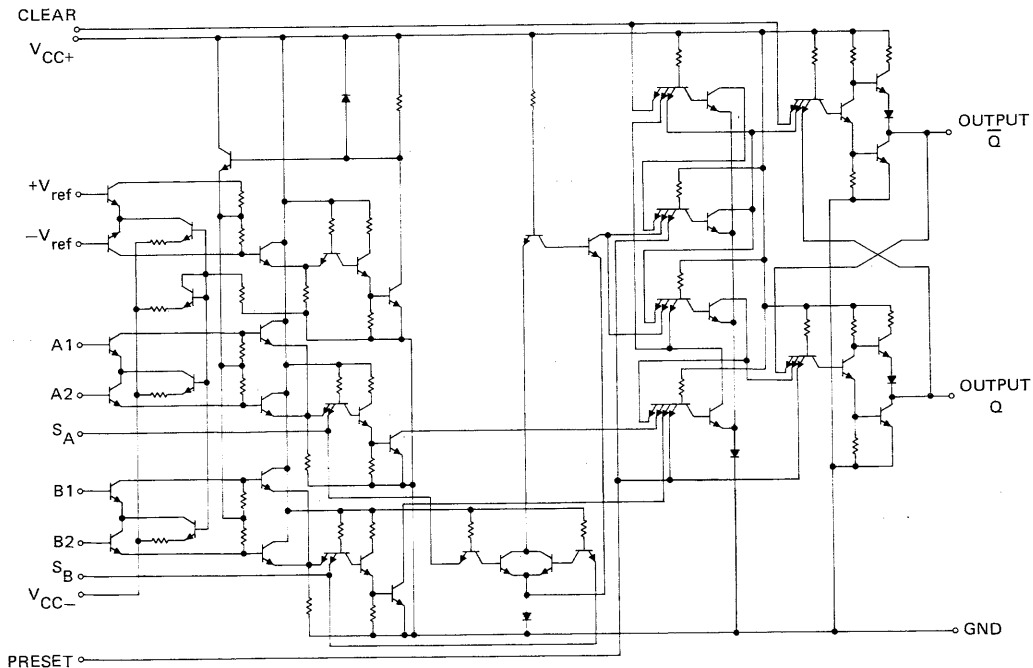 CLEAR
VCC+
+Vref
−Vref
A1
A2
SA
B1
B2
SB
VCC−
PRESET
OUTPUT
Q̅
OUTPUT
Q
GND